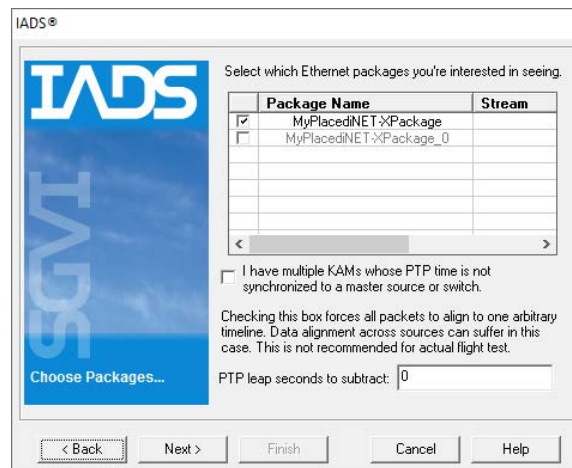 IADS®
IADS
IADS
Choose Packages...
Select which Ethernet packages you're interested in seeing.
Package Name Stream
MyPlacediNET-XPackage
MyPlacediNET-XPackage_0
I have multiple KAMs whose PTP time is not
synchronized to a master source or switch.
Checking this box forces all packets to align to one arbitrary
timeline. Data alignment across sources can suffer in this
case. This is not recommended for actual flight test.
PTP leap seconds to subtract: 0
< Back Next > Finish Cancel Help